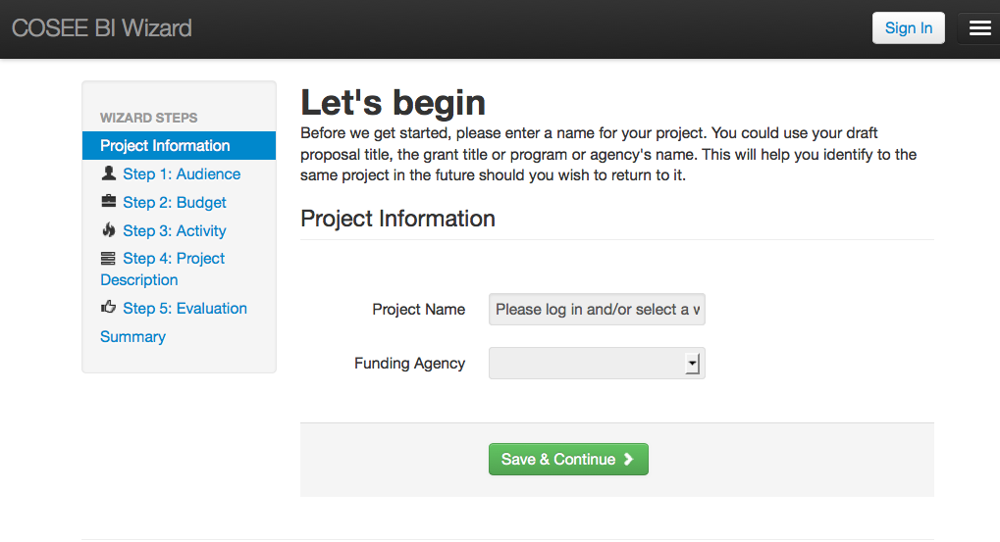 COSEE BI Wizard
Sign In
WIZARD STEPS
Project Information
Step 1: Audience
Step 2: Budget
Step 3: Activity
Step 4: Project
Description
Step 5: Evaluation
Summary
Let's begin
Before we get started, please enter a name for your project. You could use your draft
proposal title, the grant title or program or agency's name. This will help you identify to the
same project in the future should you wish to return to it.
Project Information
Project Name
Please log in and/or select a w
Funding Agency
Save & Continue